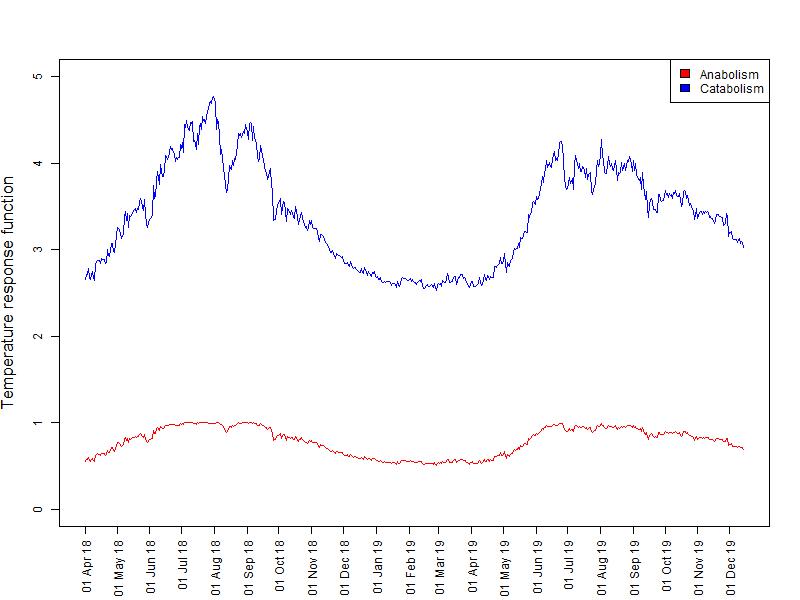 Anabolism
Catabolism
Temperature response function
5
4
3
2
1
0
01 Apr 18
01 May 18
01 Jun 18
01 Jul 18
01 Aug 18
01 Sep 18
01 Oct 18
01 Nov 18
01 Dec 18
01 Jan 19
01 Feb 19
01 Mar 19
01 Apr 19
01 May 19
01 Jun 19
01 Jul 19
01 Aug 19
01 Sep 19
01 Oct 19
01 Nov 19
01 Dec 19